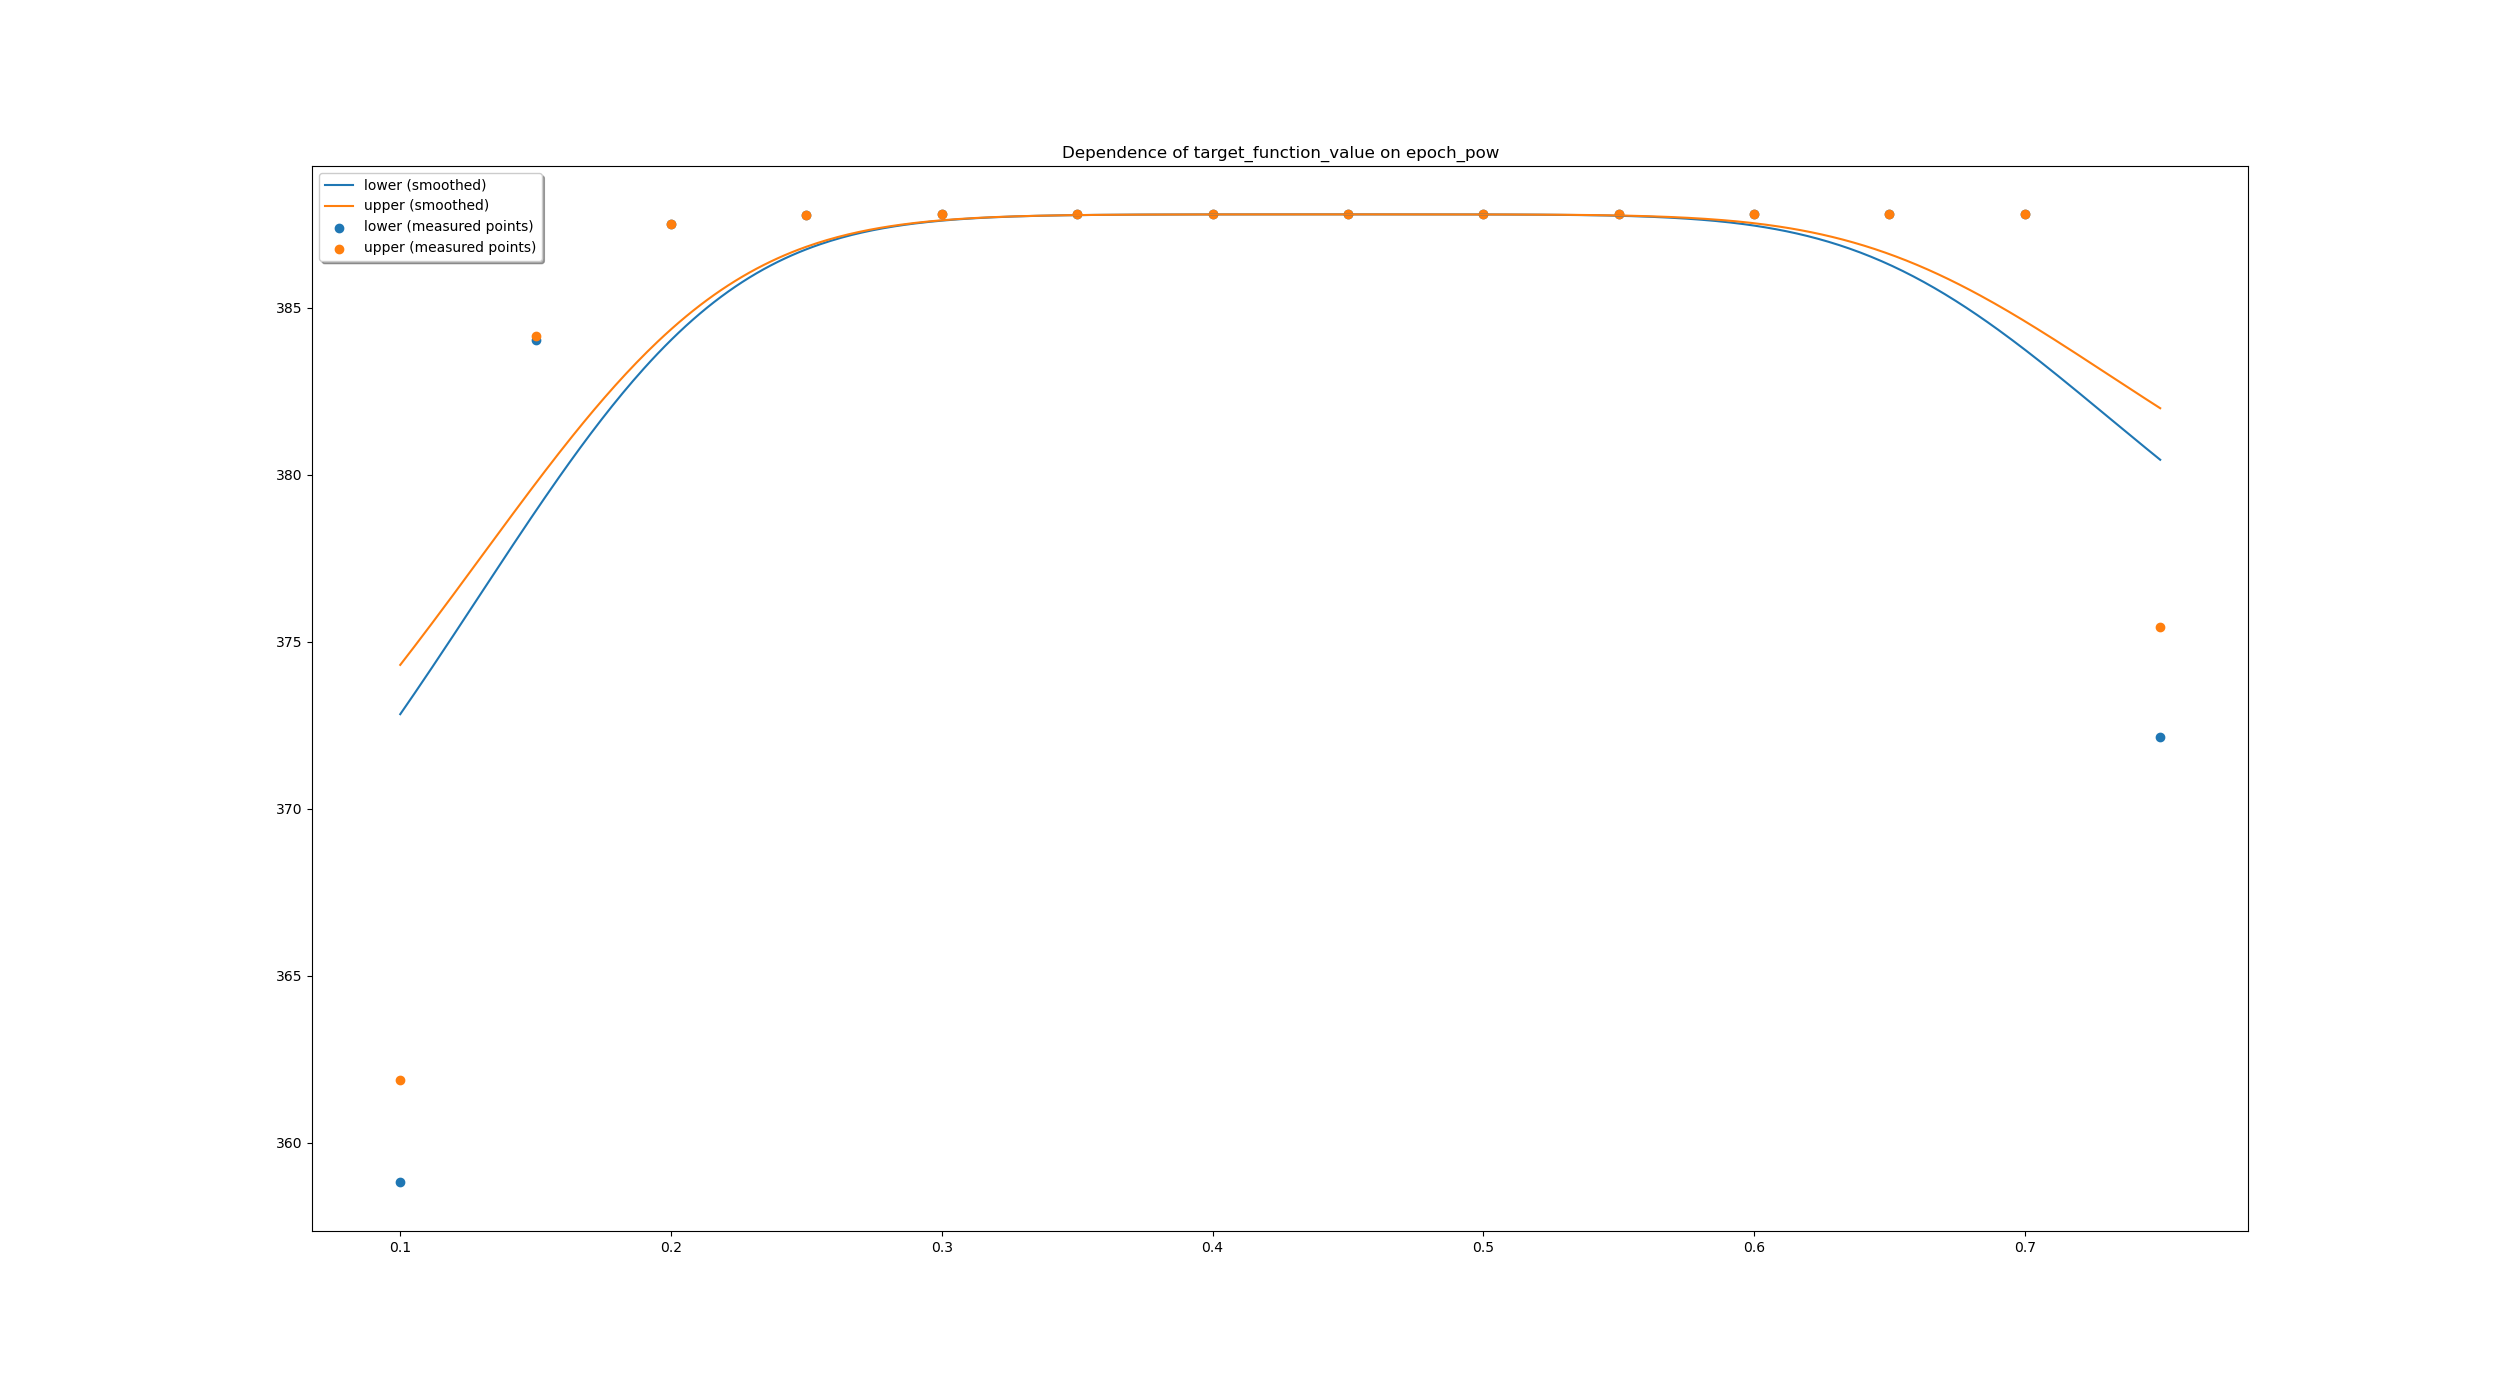 Dependence of target_function_value on epoch_pow
lower (smoothed)
upper (smoothed)
lower (measured points)
upper (measured points)
385
380
375
370
365
360
0.1 0.2 0.3 0.4 0.5 0.6 0.7